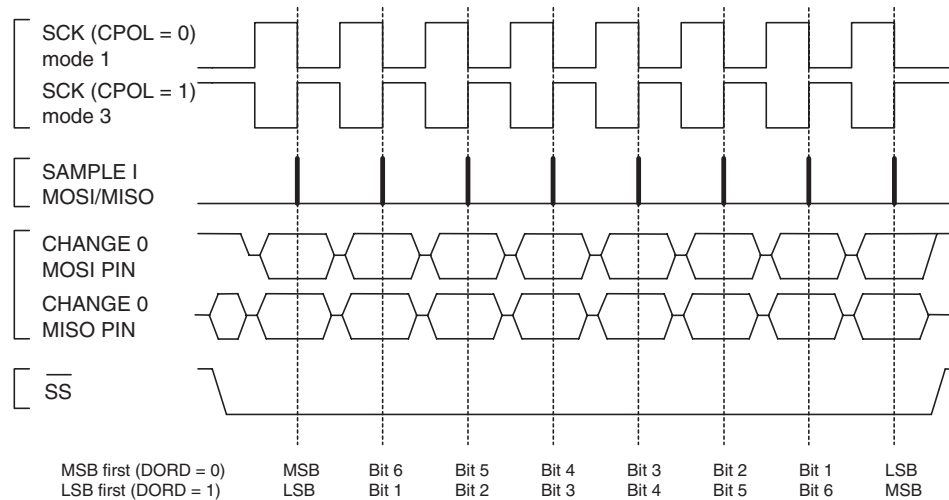 SCK (CPOL = 0)
mode 1
SCK (CPOL = 1)
mode 3
SAMPLE I
MOSI/MISO
CHANGE 0
MOSI PIN
CHANGE 0
MISO PIN
SS
MSB first (DORD = 0) MSB Bit 6 Bit 5 Bit 4 Bit 3 Bit 2 Bit 1 LSB
LSB first (DORD = 1) LSB Bit 1 Bit 2 Bit 3 Bit 4 Bit 5 Bit 6 MSB